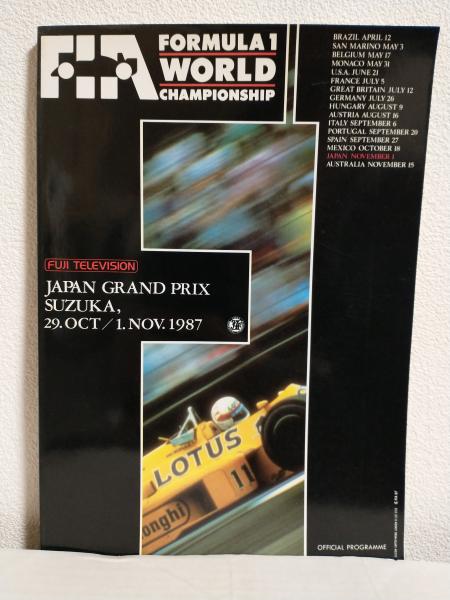 FIA
FORMULA 1
WORLD
CHAMPIONSHIP
BRAZIL APRIL 12
SAN MARINO MAY 3
BELGIUM MAY 17
MONACO MAY 31
U.S.A. JUNE 21
FRANCE JULY 5
GREAT BRITAIN JULY 12
GERMANY JULY 26
HUNGARY AUGUST 9
AUSTRIA AUGUST 16
ITALY SEPTEMBER 6
PORTUGAL SEPTEMBER 20
SPAIN SEPTEMBER 27
MEXICO OCTOBER 18
JAPAN NOVEMBER 1
AUSTRALIA NOVEMBER 15
FUJI TELEVISION
JAPAN GRAND PRIX
SUZUKA,
29.OCT/1.NOV.1987
LOTUS
11
onghi
OFFICIAL PROGRAMME